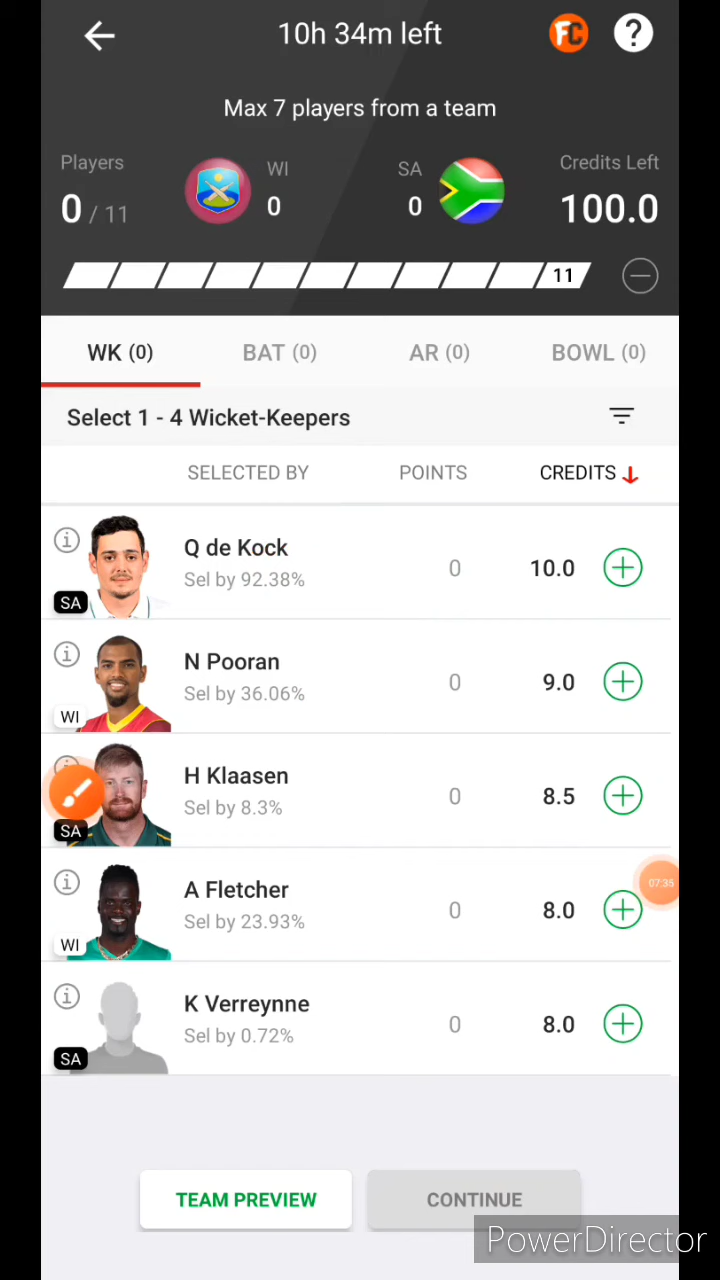 10h 34m left
FC
?
Max 7 players from a team
Players
WI
SA
Credits Left
0 / 11
0
0
100.0
11
WK (0)
BAT (0)
AR (0)
BOWL (0)
Select 1 - 4 Wicket-Keepers
SELECTED BY
POINTS
CREDITS
Q de Kock
Sel by 92.38%
0
10.0
SA
N Pooran
Sel by 36.06%
0
9.0
WI
H Klaasen
Sel by 8.3%
0
8.5
SA
07:35
A Fletcher
Sel by 23.93%
0
8.0
WI
K Verreynne
Sel by 0.72%
0
8.0
SA
TEAM PREVIEW
CONTINUE
PowerDirector